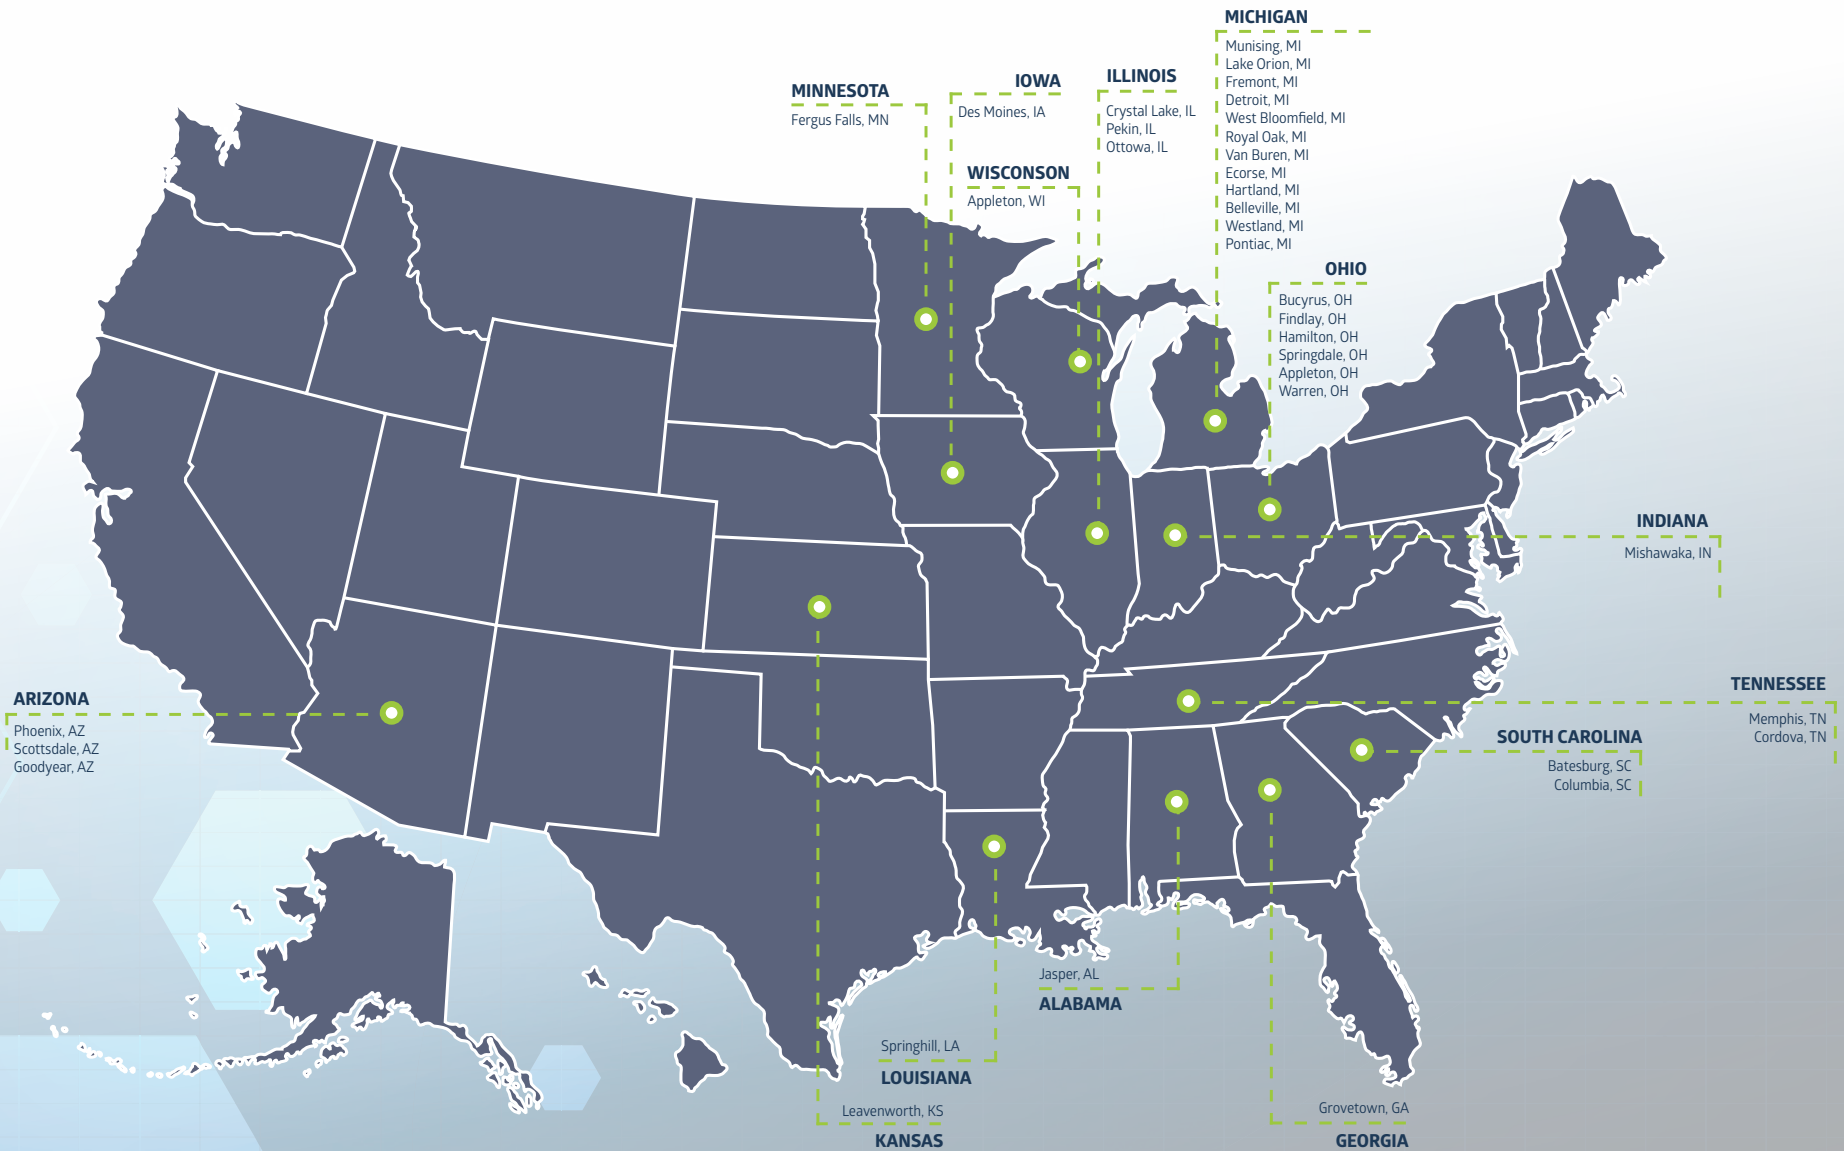 MICHIGAN
Munising, MI
Lake Orion, MI
Fremont, MI
Detroit, MI
West Bloomfield, MI
Royal Oak, MI
Van Buren, MI
Ecorse, MI
Hartland, MI
Belleville, MI
Westland, MI
Pontiac, MI
ILLINOIS
Crystal Lake, IL
Pekin, IL
Ottowa, IL
IOWA
Des Moines, IA
MINNESOTA
Fergus Falls, MN
WISCONSON
Appleton, WI
OHIO
Bucyrus, OH
Findlay, OH
Hamilton, OH
Springdale, OH
Appleton, OH
Warren, OH
INDIANA
Mishawaka, IN
TENNESSEE
Memphis, TN
Cordova, TN
ARIZONA
Phoenix, AZ
Scottsdale, AZ
Goodyear, AZ
SOUTH CAROLINA
Batesburg, SC
Columbia, SC
Jasper, AL
ALABAMA
Springhill, LA
LOUISIANA
Leavenworth, KS
KANSAS
Grovetown, GA
GEORGIA